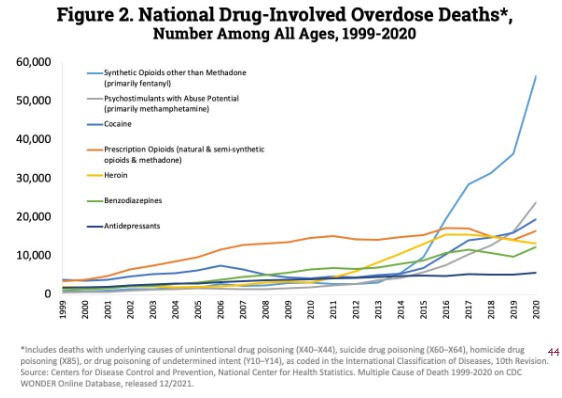 Figure 2. National Drug-Involved Overdose Deaths*,
Number Among All Ages, 1999-2020
60,000
50,000
40,000
30,000
20,000
10,000
0
Synthetic Opioids other than Methadone
(primarily fentanyl)
Psychostimulants with Abuse Potential
(primarily methamphetamine)
Cocaine
Prescription Opioids (natural & semi-synthetic
opioids & methadone)
Heroin
Benzodiazepines
Antidepressants
1999 2000 2001 2002 2003 2004 2005 2006 2007 2008 2009 2010 2011 2012 2013 2014 2015 2016 2017 2018 2019 2020
*Includes deaths with underlying causes of unintentional drug poisoning (X40–X44), suicide drug poisoning (X60–X64), homicide drug
poisoning (X85), or drug poisoning of undetermined intent (Y10–Y14), as coded in the International Classification of Diseases, 10th Revision.
Source: Centers for Disease Control and Prevention, National Center for Health Statistics. Multiple Cause of Death 1999-2020 on CDC
WONDER Online Database, released 12/2021.
44